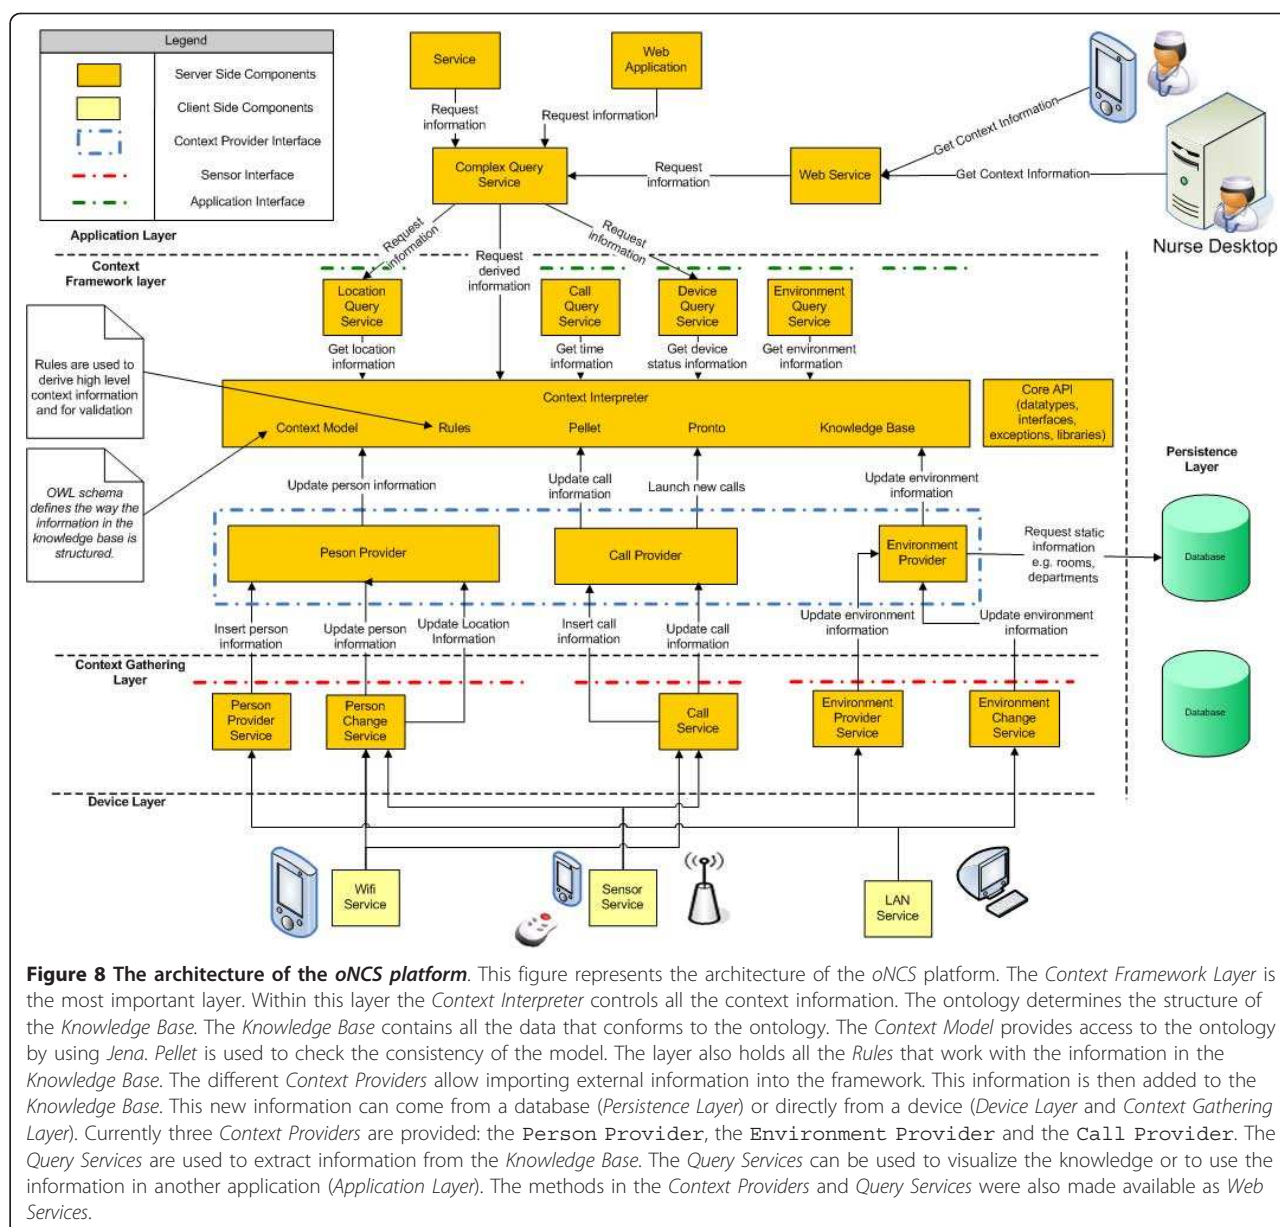 Legend
Server Side Components
Client Side Components
Context Provider Interface
Sensor Interface
Application Interface
Service
Web
Application
Request
information
Request information
Complex Query
Service
Request
information
Web Service
Get Context Information
Get Context Information
Nurse Desktop
Application Layer
Context
Framework layer
Request
information
Request
derived
information
Request
information
Location
Query
Service
Call
Query
Service
Device
Query
Service
Environment
Query
Service
Get location
information
Get time
information
Get device
status information
Get environment
information
Rules are used to
derive high level
context information
and for validation
Context Interpreter
Context Model
Rules
Pellet
Pronto
Knowledge Base
Core API
(datatypes,
interfaces,
exceptions, libraries)
OWL schema
defines the way the
information in the
knowledge base is
structured.
Update person information
Update call
information
Launch new calls
Update environment
information
Persistence
Layer
Peson Provider
Call Provider
Environment
Provider
Request static
information
e.g. rooms,
departments
Database
Insert person
information
Update person
information
Update Location
Information
Insert call
information
Update call
information
Update environment
information
Update environment
information
Context Gathering
Layer
Person
Provider
Service
Person
Change
Service
Call
Service
Environment
Provider
Service
Environment
Change
Service
Database
Device Layer
Wifi
Service
Sensor
Service
LAN
Service
Figure 8 The architecture of the oNCS platform. This figure represents the architecture of the oNCS platform. The Context Framework Layer is
the most important layer. Within this layer the Context Interpreter controls all the context information. The ontology determines the structure of
the Knowledge Base. The Knowledge Base contains all the data that conforms to the ontology. The Context Model provides access to the ontology
by using Jena. Pellet is used to check the consistency of the model. The layer also holds all the Rules that work with the information in the
Knowledge Base. The different Context Providers allow importing external information into the framework. This information is then added to the
Knowledge Base. This new information can come from a database (Persistence Layer) or directly from a device (Device Layer and Context Gathering
Layer). Currently three Context Providers are provided: the Person Provider, the Environment Provider and the Call Provider. The
Query Services are used to extract information from the Knowledge Base. The Query Services can be used to visualize the knowledge or to use the
information in another application (Application Layer). The methods in the Context Providers and Query Services were also made available as Web
Services.